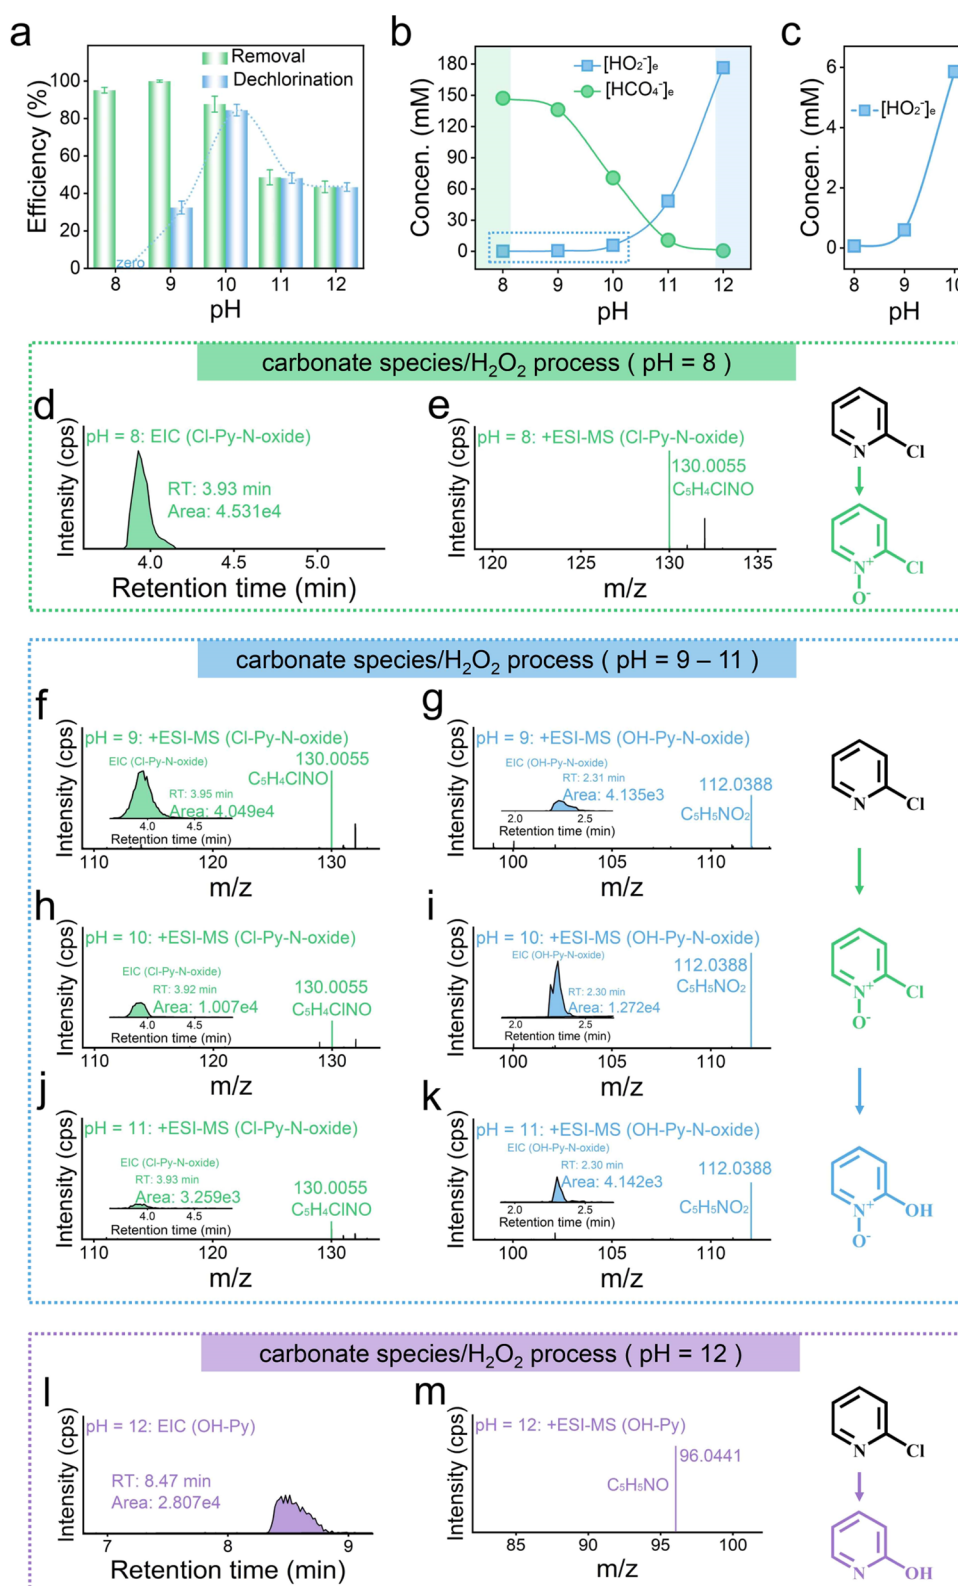 a
Removal
Dechlorination
Efficiency (%)
100
80
60
40
20
0
zero
8 9 10 11 12
pH
b
[HO₂⁻]ₑ
[HCO₄⁻]ₑ
Concen. (mM)
180
150
120
90
60
30
0
8 9 10 11 12
pH
c
[HO₂⁻]ₑ
Concen. (mM)
6
4
2
0
8 9 10
pH
carbonate species/H₂O₂ process ( pH = 8 )
d
pH = 8: EIC (Cl-Py-N-oxide)
RT: 3.93 min
Area: 4.531e4
Intensity (cps)
4.0 4.5 5.0
Retention time (min)
e
pH = 8: +ESI-MS (Cl-Py-N-oxide)
130.0055
C₅H₄ClNO
Intensity (cps)
120 125 130 135
m/z
N Cl
N⁺ Cl
O⁻
carbonate species/H₂O₂ process ( pH = 9 – 11 )
f
pH = 9: +ESI-MS (Cl-Py-N-oxide)
EIC (Cl-Py-N-oxide)
130.0055
C₅H₄ClNO
RT: 3.95 min
Area: 4.049e4
4.0 4.5
Retention time (min)
Intensity (cps)
110 120 130
m/z
g
pH = 9: +ESI-MS (OH-Py-N-oxide)
EIC (OH-Py-N-oxide)
RT: 2.31 min
Area: 4.135e3
112.0388
C₅H₅NO₂
2.0 2.5
Retention time (min)
Intensity (cps)
100 105 110
m/z
h
pH = 10: +ESI-MS (Cl-Py-N-oxide)
EIC (Cl-Py-N-oxide)
RT: 3.92 min
Area: 1.007e4
130.0055
C₅H₄ClNO
4.0 4.5
Retention time (min)
Intensity (cps)
110 120 130
m/z
i
pH = 10: +ESI-MS (OH-Py-N-oxide)
EIC (OH-Py-N-oxide)
112.0388
C₅H₅NO₂
RT: 2.30 min
Area: 1.272e4
2.0 2.5
Retention time (min)
Intensity (cps)
100 105 110
m/z
j
pH = 11: +ESI-MS (Cl-Py-N-oxide)
EIC (Cl-Py-N-oxide)
RT: 3.93 min
Area: 3.259e3
130.0055
C₅H₄ClNO
4.0 4.5
Retention time (min)
Intensity (cps)
110 120 130
m/z
k
pH = 11: +ESI-MS (OH-Py-N-oxide)
EIC (OH-Py-N-oxide)
RT: 2.30 min
Area: 4.142e3
112.0388
C₅H₅NO₂
2.0 2.5
Retention time (min)
Intensity (cps)
100 105 110
m/z
N Cl
N⁺ Cl
O⁻
N⁺ OH
O⁻
carbonate species/H₂O₂ process ( pH = 12 )
l
pH = 12: EIC (OH-Py)
RT: 8.47 min
Area: 2.807e4
Intensity (cps)
7 8 9
Retention time (min)
m
pH = 12: +ESI-MS (OH-Py)
96.0441
C₅H₅NO
Intensity (cps)
85 90 95 100
m/z
N Cl
N OH